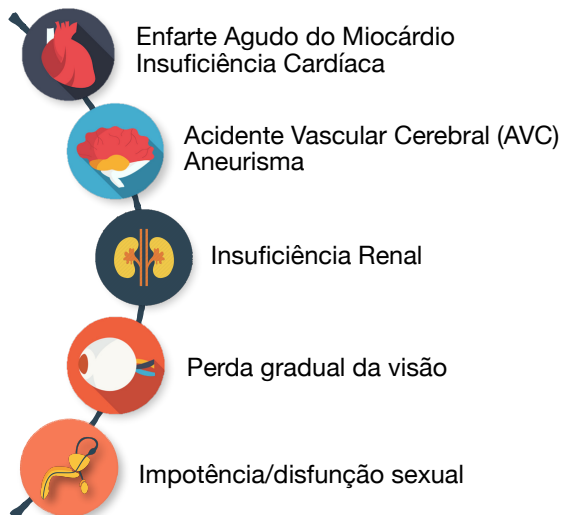 Enfarte Agudo do Miocárdio
Insuficiência Cardíaca
Acidente Vascular Cerebral (AVC)
Aneurisma
Insuficiência Renal
Perda gradual da visão
Impotência/disfunção sexual